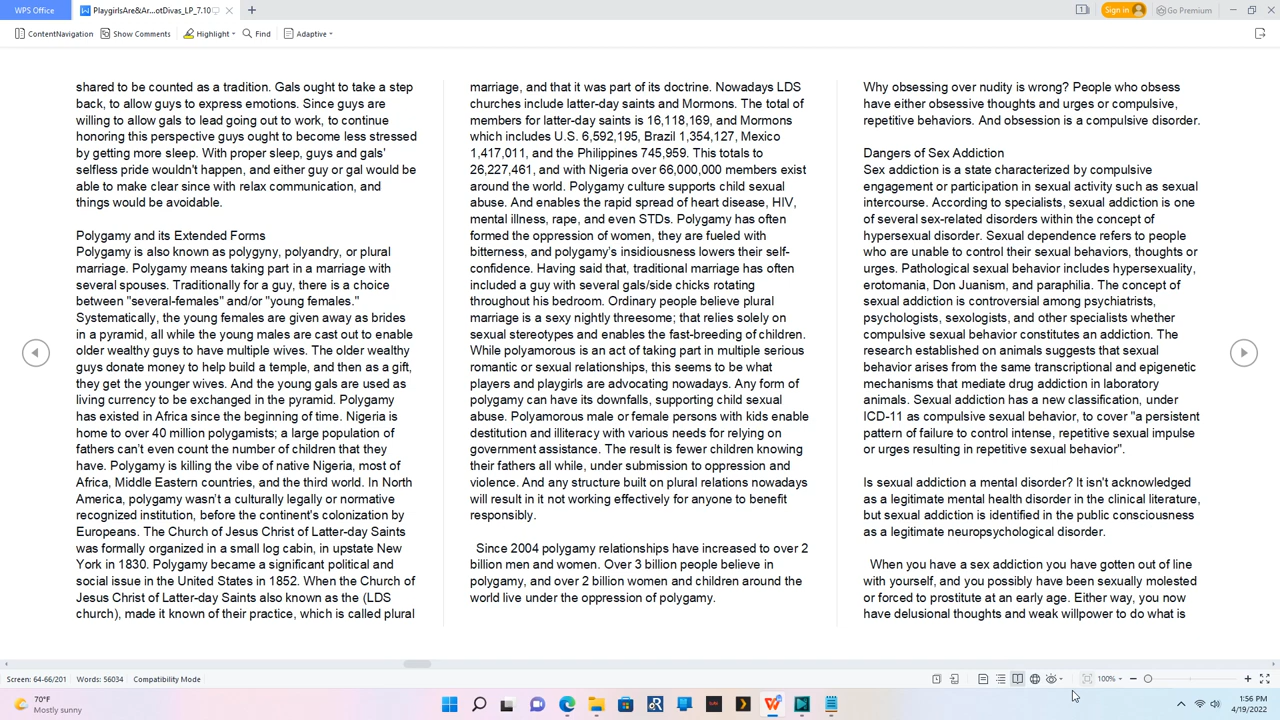 WPS Office
PlaygirlsAre&Ar...otDivas_LP_7.10
Sign in
Go Premium
ContentNavigation
Show Comments
Highlight
Find
Adaptive
shared to be counted as a tradition. Gals ought to take a step
back, to allow guys to express emotions. Since guys are
willing to allow gals to lead going out to work, to continue
honoring this perspective guys ought to become less stressed
by getting more sleep. With proper sleep, guys and gals'
selfless pride wouldn't happen, and either guy or gal would be
able to make clear since with relax communication, and
things would be avoidable.
Polygamy and its Extended Forms
Polygamy is also known as polygyny, polyandry, or plural
marriage. Polygamy means taking part in a marriage with
several spouses. Traditionally for a guy, there is a choice
between "several-females" and/or "young females."
Systematically, the young females are given away as brides
in a pyramid, all while the young males are cast out to enable
older wealthy guys to have multiple wives. The older wealthy
guys donate money to help build a temple, and then as a gift,
they get the younger wives. And the young gals are used as
living currency to be exchanged in the pyramid. Polygamy
has existed in Africa since the beginning of time. Nigeria is
home to over 40 million polygamists; a large population of
fathers can't even count the number of children that they
have. Polygamy is killing the vibe of native Nigeria, most of
Africa, Middle Eastern countries, and the third world. In North
America, polygamy wasn't a culturally legally or normative
recognized institution, before the continent's colonization by
Europeans. The Church of Jesus Christ of Latter-day Saints
was formally organized in a small log cabin, in upstate New
York in 1830. Polygamy became a significant political and
social issue in the United States in 1852. When the Church of
Jesus Christ of Latter-day Saints also known as the (LDS
church), made it known of their practice, which is called plural
marriage, and that it was part of its doctrine. Nowadays LDS
churches include latter-day saints and Mormons. The total of
members for latter-day saints is 16,118,169, and Mormons
which includes U.S. 6,592,195, Brazil 1,354,127, Mexico
1,417,011, and the Philippines 745,959. This totals to
26,227,461, and with Nigeria over 66,000,000 members exist
around the world. Polygamy culture supports child sexual
abuse. And enables the rapid spread of heart disease, HIV,
mental illness, rape, and even STDs. Polygamy has often
formed the oppression of women, they are fueled with
bitterness, and polygamy's insidiousness lowers their self-
confidence. Having said that, traditional marriage has often
included a guy with several gals/side chicks rotating
throughout his bedroom. Ordinary people believe plural
marriage is a sexy nightly threesome; that relies solely on
sexual stereotypes and enables the fast-breeding of children.
While polyamorous is an act of taking part in multiple serious
romantic or sexual relationships, this seems to be what
players and playgirls are advocating nowadays. Any form of
polygamy can have its downfalls, supporting child sexual
abuse. Polyamorous male or female persons with kids enable
destitution and illiteracy with various needs for relying on
government assistance. The result is fewer children knowing
their fathers all while, under submission to oppression and
violence. And any structure built on plural relations nowadays
will result in it not working effectively for anyone to benefit
responsibly.
Since 2004 polygamy relationships have increased to over 2
billion men and women. Over 3 billion people believe in
polygamy, and over 2 billion women and children around the
world live under the oppression of polygamy.
Why obsessing over nudity is wrong? People who obsess
have either obsessive thoughts and urges or compulsive,
repetitive behaviors. And obsession is a compulsive disorder.
Dangers of Sex Addiction
Sex addiction is a state characterized by compulsive
engagement or participation in sexual activity such as sexual
intercourse. According to specialists, sexual addiction is one
of several sex-related disorders within the concept of
hypersexual disorder. Sexual dependence refers to people
who are unable to control their sexual behaviors, thoughts or
urges. Pathological sexual behavior includes hypersexuality,
erotomania, Don Juanism, and paraphilia. The concept of
sexual addiction is controversial among psychiatrists,
psychologists, sexologists, and other specialists whether
compulsive sexual behavior constitutes an addiction. The
research established on animals suggests that sexual
behavior arises from the same transcriptional and epigenetic
mechanisms that mediate drug addiction in laboratory
animals. Sexual addiction has a new classification, under
ICD-11 as compulsive sexual behavior, to cover "a persistent
pattern of failure to control intense, repetitive sexual impulse
or urges resulting in repetitive sexual behavior".
Is sexual addiction a mental disorder? It isn't acknowledged
as a legitimate mental health disorder in the clinical literature,
but sexual addiction is identified in the public consciousness
as a legitimate neuropsychological disorder.
When you have a sex addiction you have gotten out of line
with yourself, and you possibly have been sexually molested
or forced to prostitute at an early age. Either way, you now
have delusional thoughts and weak willpower to do what is
Screen: 64-66/201
Words: 56034
Compatibility Mode
100%
70°F
Mostly sunny
1:56 PM
4/19/2022